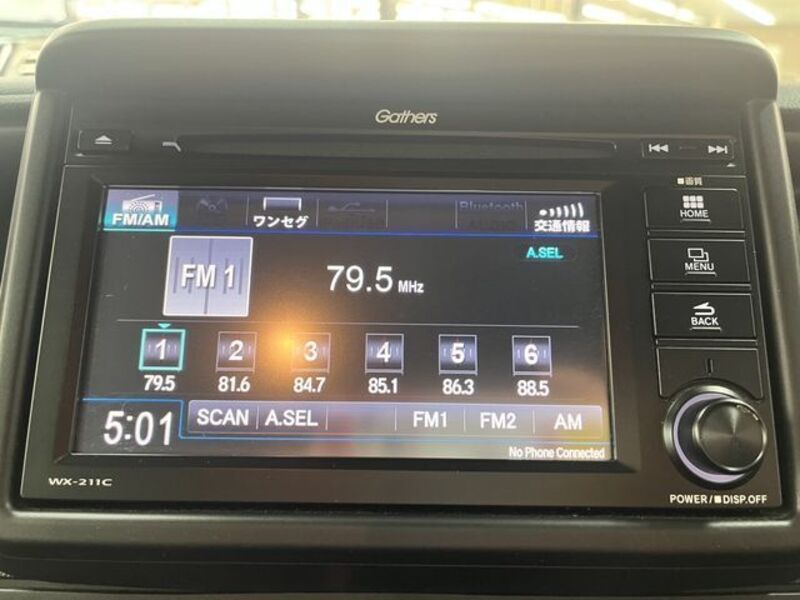 Gathers
■画質
FM/AM
ワンセグ
Bluetooth
交通情報
HOME
A.SEL
FM 1
79.5 MHz
MENU
BACK
1 2 3 4 5 6
79.5 81.6 84.7 85.1 86.3 88.5
5:01
SCAN A.SEL FM1 FM2 AM
No Phone Connected
WX-211C
POWER/■DISP.OFF